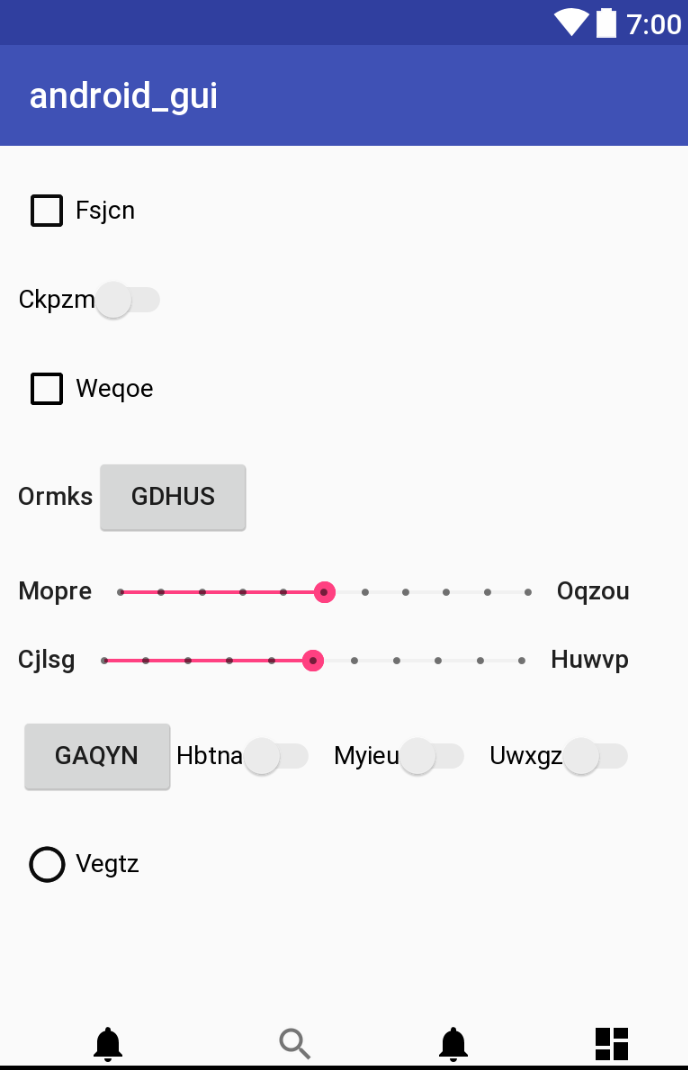 7:00
android_gui
Fsjcn
Ckpzm
Weqoe
Ormks GDHUS
Mopre Oqzou
Cjlsg Huwvp
GAQYN Hbtna Myieu Uwxgz
Vegtz